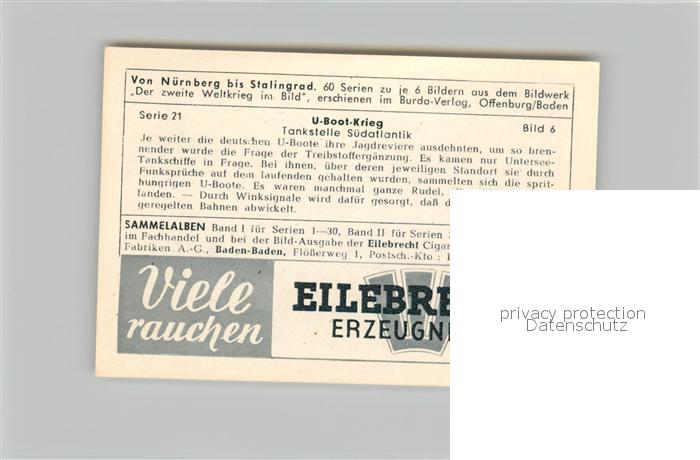 Von Nürnberg bis Stalingrad. 60 Serien zu je 6 Bildern aus dem Bildwerk
„Der zweite Weltkrieg im Bild“, erschienen im Burda-Verlag, Offenburg/Baden
Serie 21 U-Boot-Krieg Bild 6
Tankstelle Südatlantik
Je weiter die deutschen U-Boote ihre Jagdreviere ausdehnten, um so bren-
nender wurde die Frage der Treibstoffergänzung. Es kamen nur Untersee-
Tankschiffe in Frage. Bei ihnen, über deren jeweiligen Standort sie durch
Funksprüche auf dem laufenden gehalten wurden, sammelten sich die sprit-
hungrigen U-Boote. Es waren manchmal ganze Rudel,
fanden. — Durch Winksignale wird dafür gesorgt, daß
geregelten Bahnen abwickelt.
SAMMELALBEN Band I für Serien 1—30, Band II für Serien
im Fachhandel und bei der Bild-Ausgabe der Eilebrecht
Fabriken A.-G., Baden-Baden, Flößerweg 1, Postsch.-Kto.:
Viele
rauchen
EILEBRE
ERZEUGN
privacy protection
Datenschutz